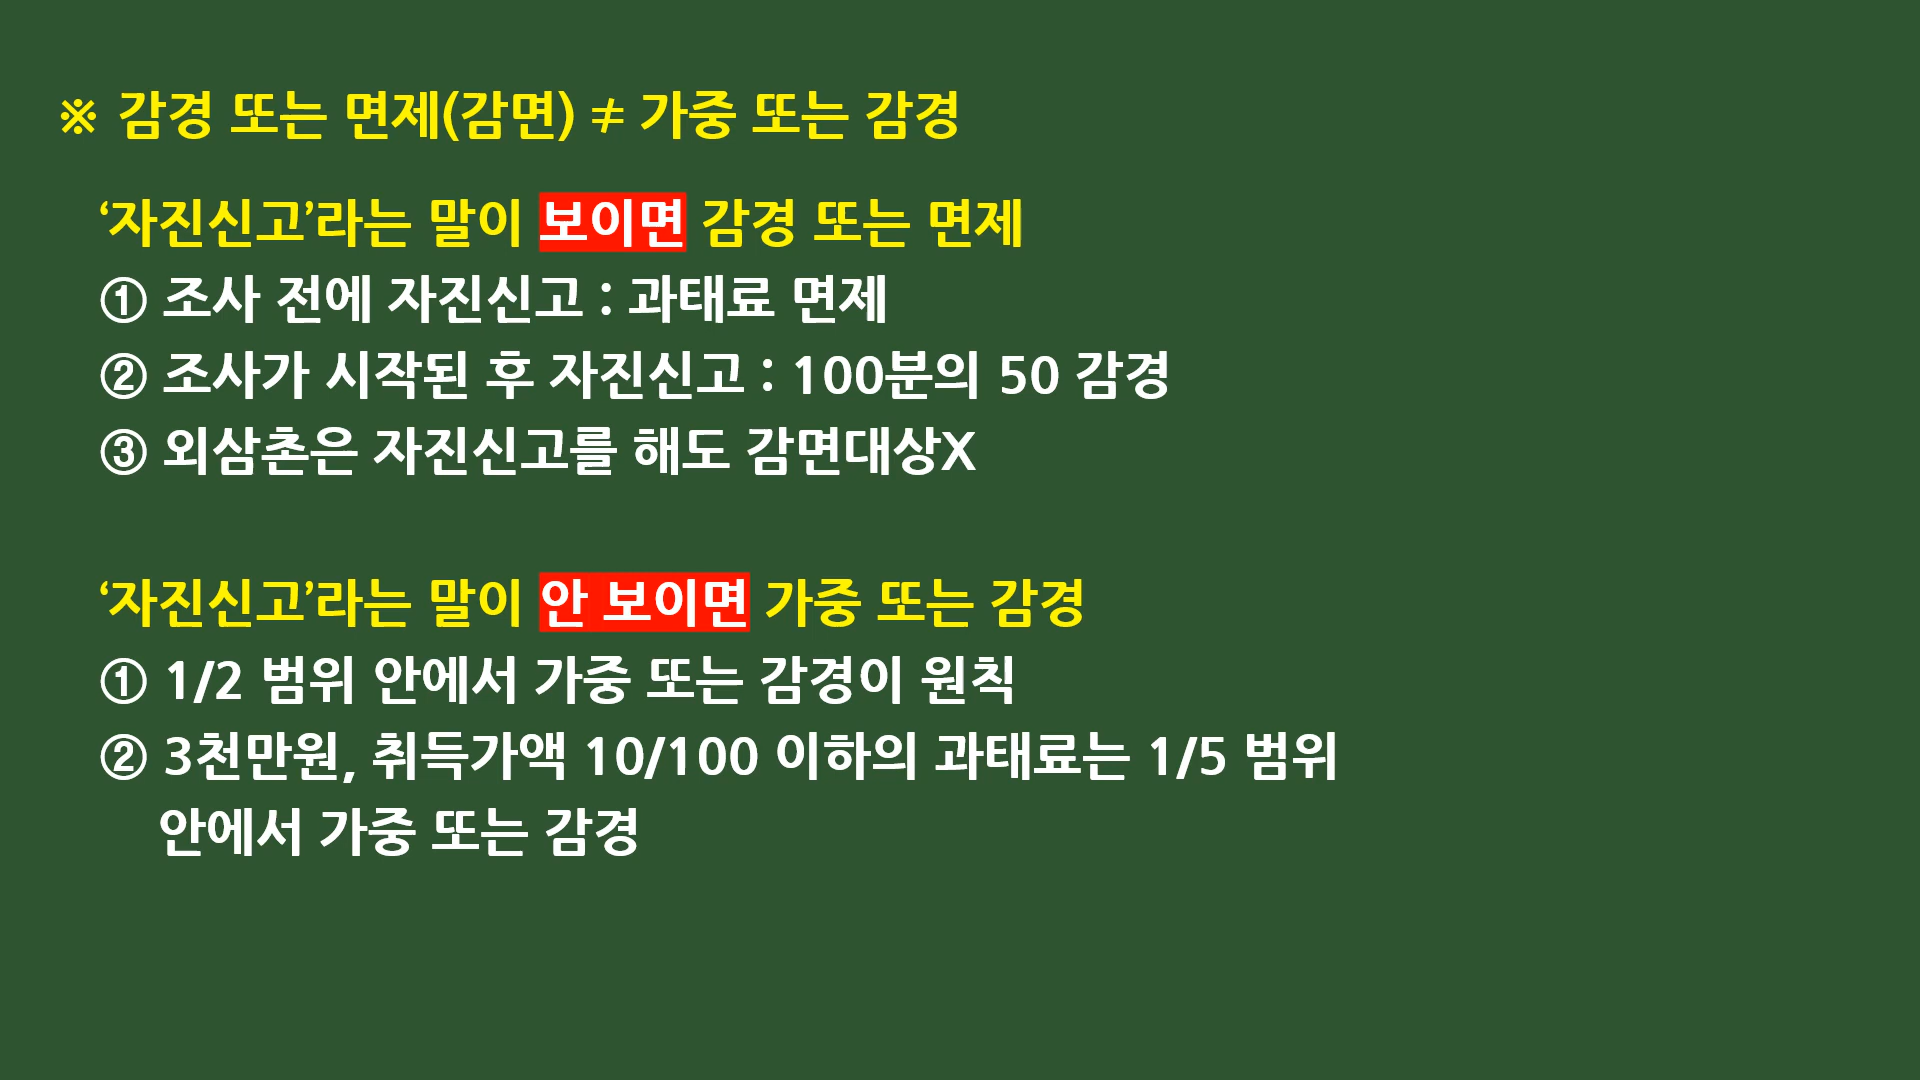 ※ 감경 또는 면제(감면) ≠ 가중 또는 감경
‘자진신고’라는 말이 보이면 감경 또는 면제
① 조사 전에 자진신고 : 과태료 면제
② 조사가 시작된 후 자진신고 : 100분의 50 감경
③ 외삼촌은 자진신고를 해도 감면대상X
‘자진신고’라는 말이 안 보이면 가중 또는 감경
① 1/2 범위 안에서 가중 또는 감경이 원칙
② 3천만원, 취득가액 10/100 이하의 과태료는 1/5 범위
안에서 가중 또는 감경